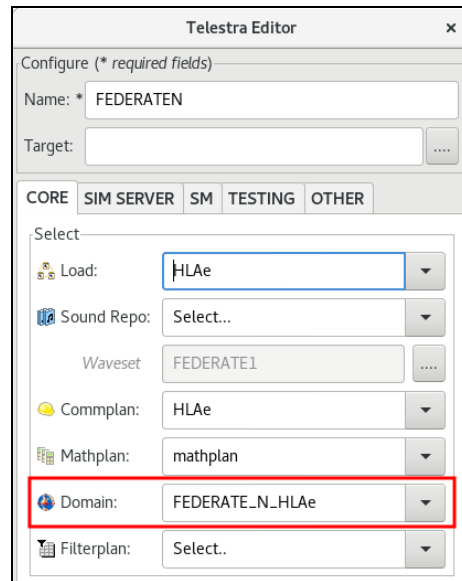 Telestra Editor ×
Configure (* required fields)
Name: * FEDERATEN
Target: ....
CORE SIM SERVER SM TESTING OTHER
Select
Load: HLAe
Sound Repo: Select...
Waveset FEDERATE1 ....
Commplan: HLAe
Mathplan: mathplan
Domain: FEDERATE_N_HLAe
Filterplan: Select..